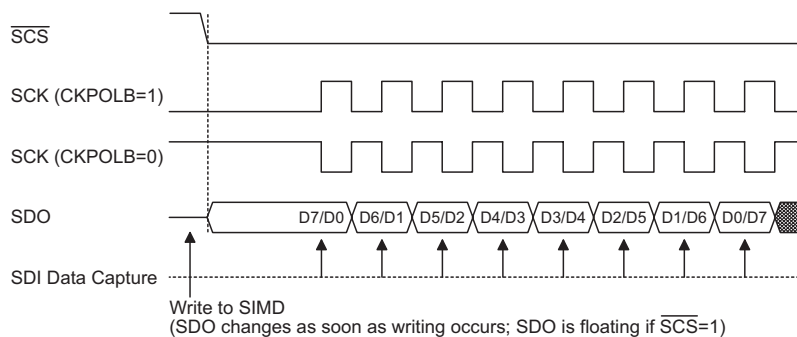 SCS
SCK (CKPOLB=1)
SCK (CKPOLB=0)
SDO D7/D0 D6/D1 D5/D2 D4/D3 D3/D4 D2/D5 D1/D6 D0/D7
SDI Data Capture
Write to SIMD
(SDO changes as soon as writing occurs; SDO is floating if SCS=1)